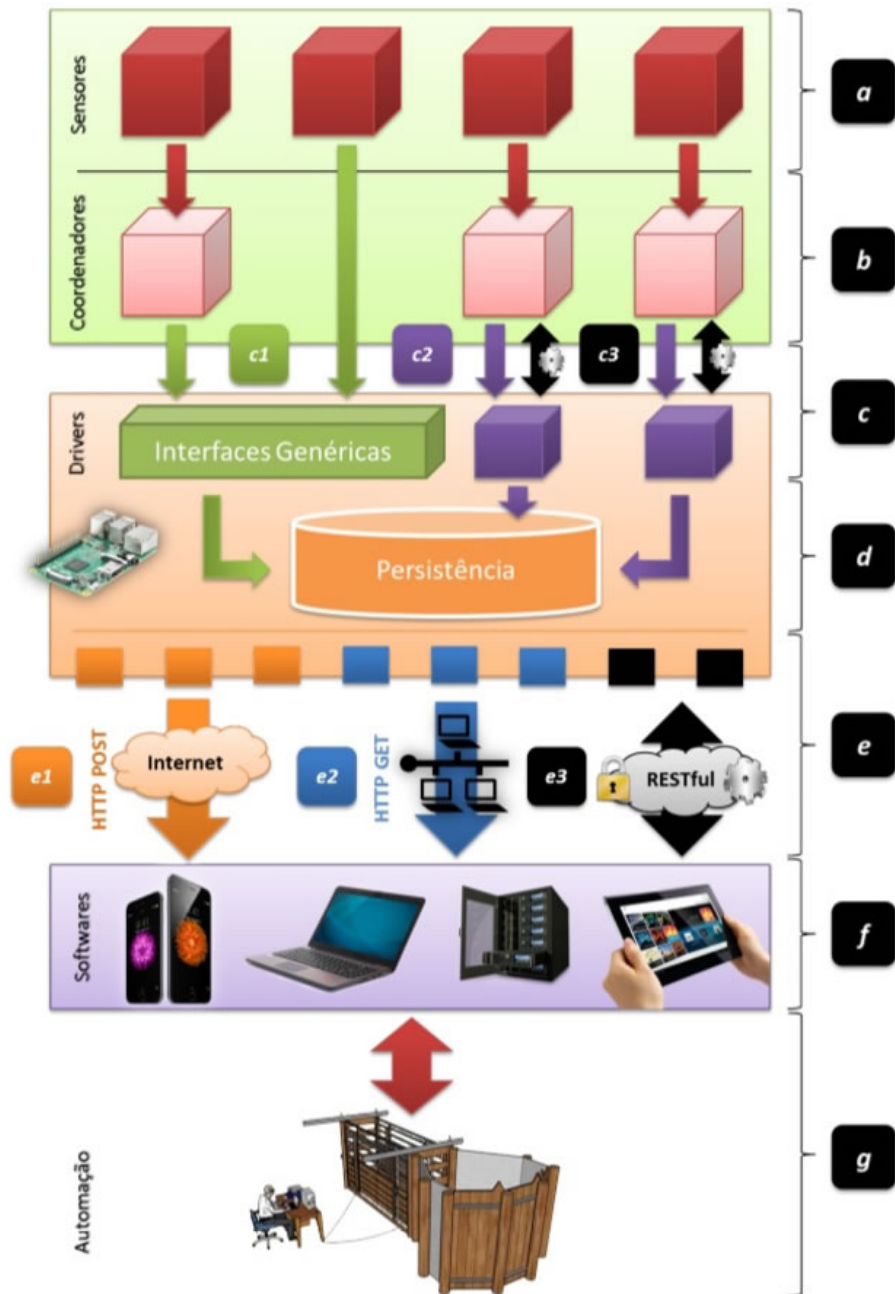 Sensores
a
Coordenadores
b
c1
c2
c3
c
Drivers
Interfaces Genéricas
Persistência
d
e1
HTTP POST
Internet
e2
HTTP GET
e3
RESTful
e
Softwares
f
Automação
g